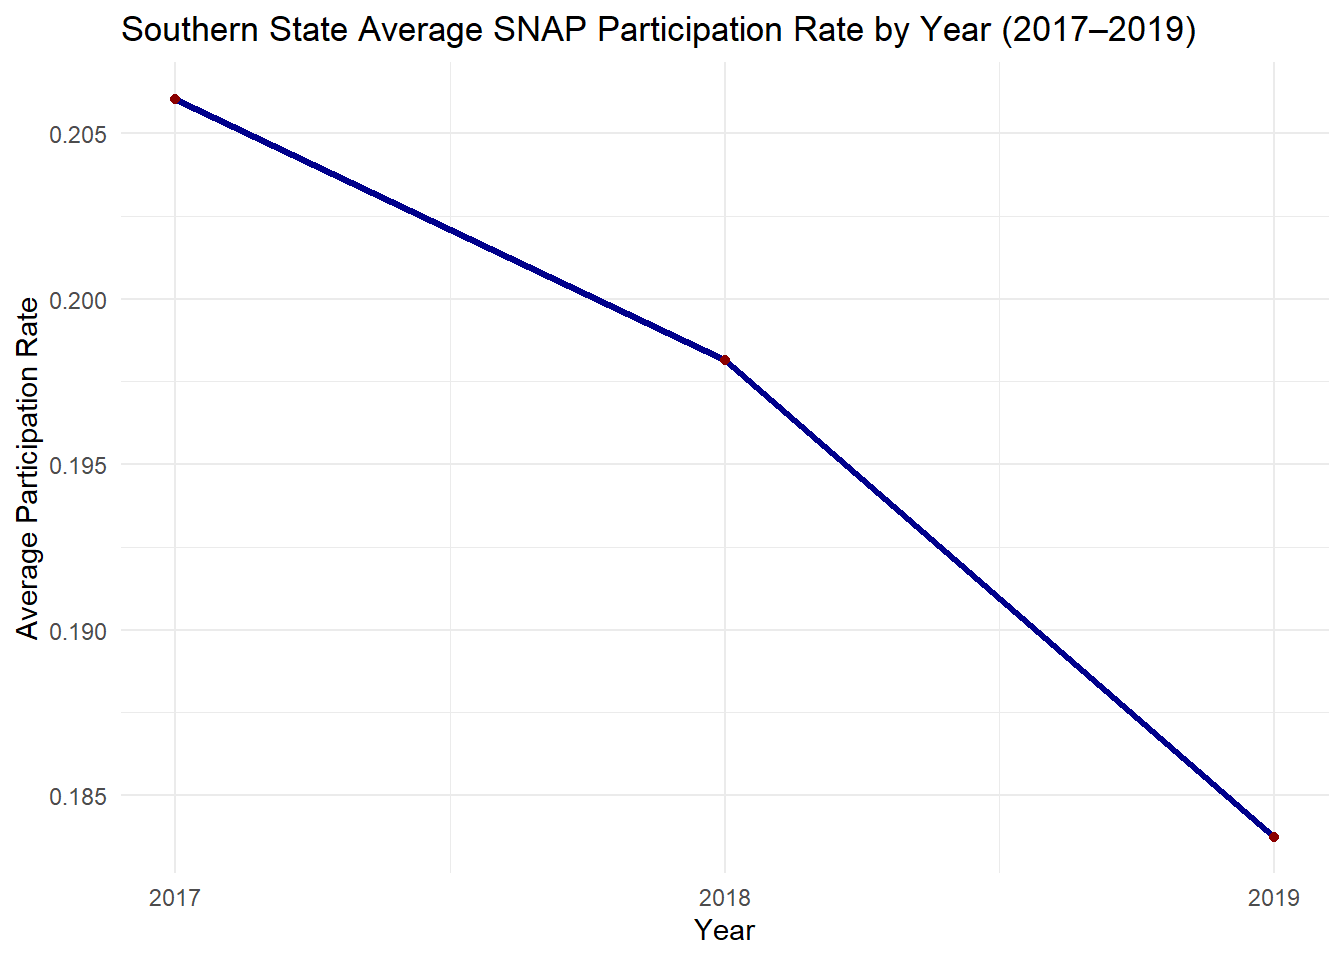 Southern State Average SNAP Participation Rate by Year (2017–2019)
Average Participation Rate
0.205
0.200
0.195
0.190
0.185
2017 2018 2019
Year